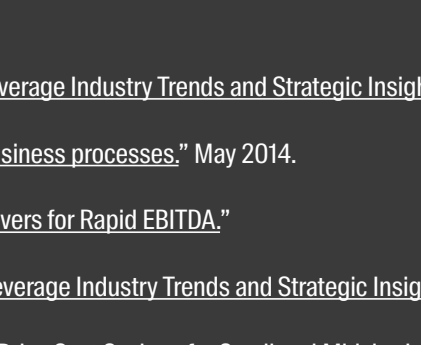 verage Industry Trends and Strategic Insigh
siness processes.” May 2014.
vers for Rapid EBITDA.”
everage Industry Trends and Strategic Insig